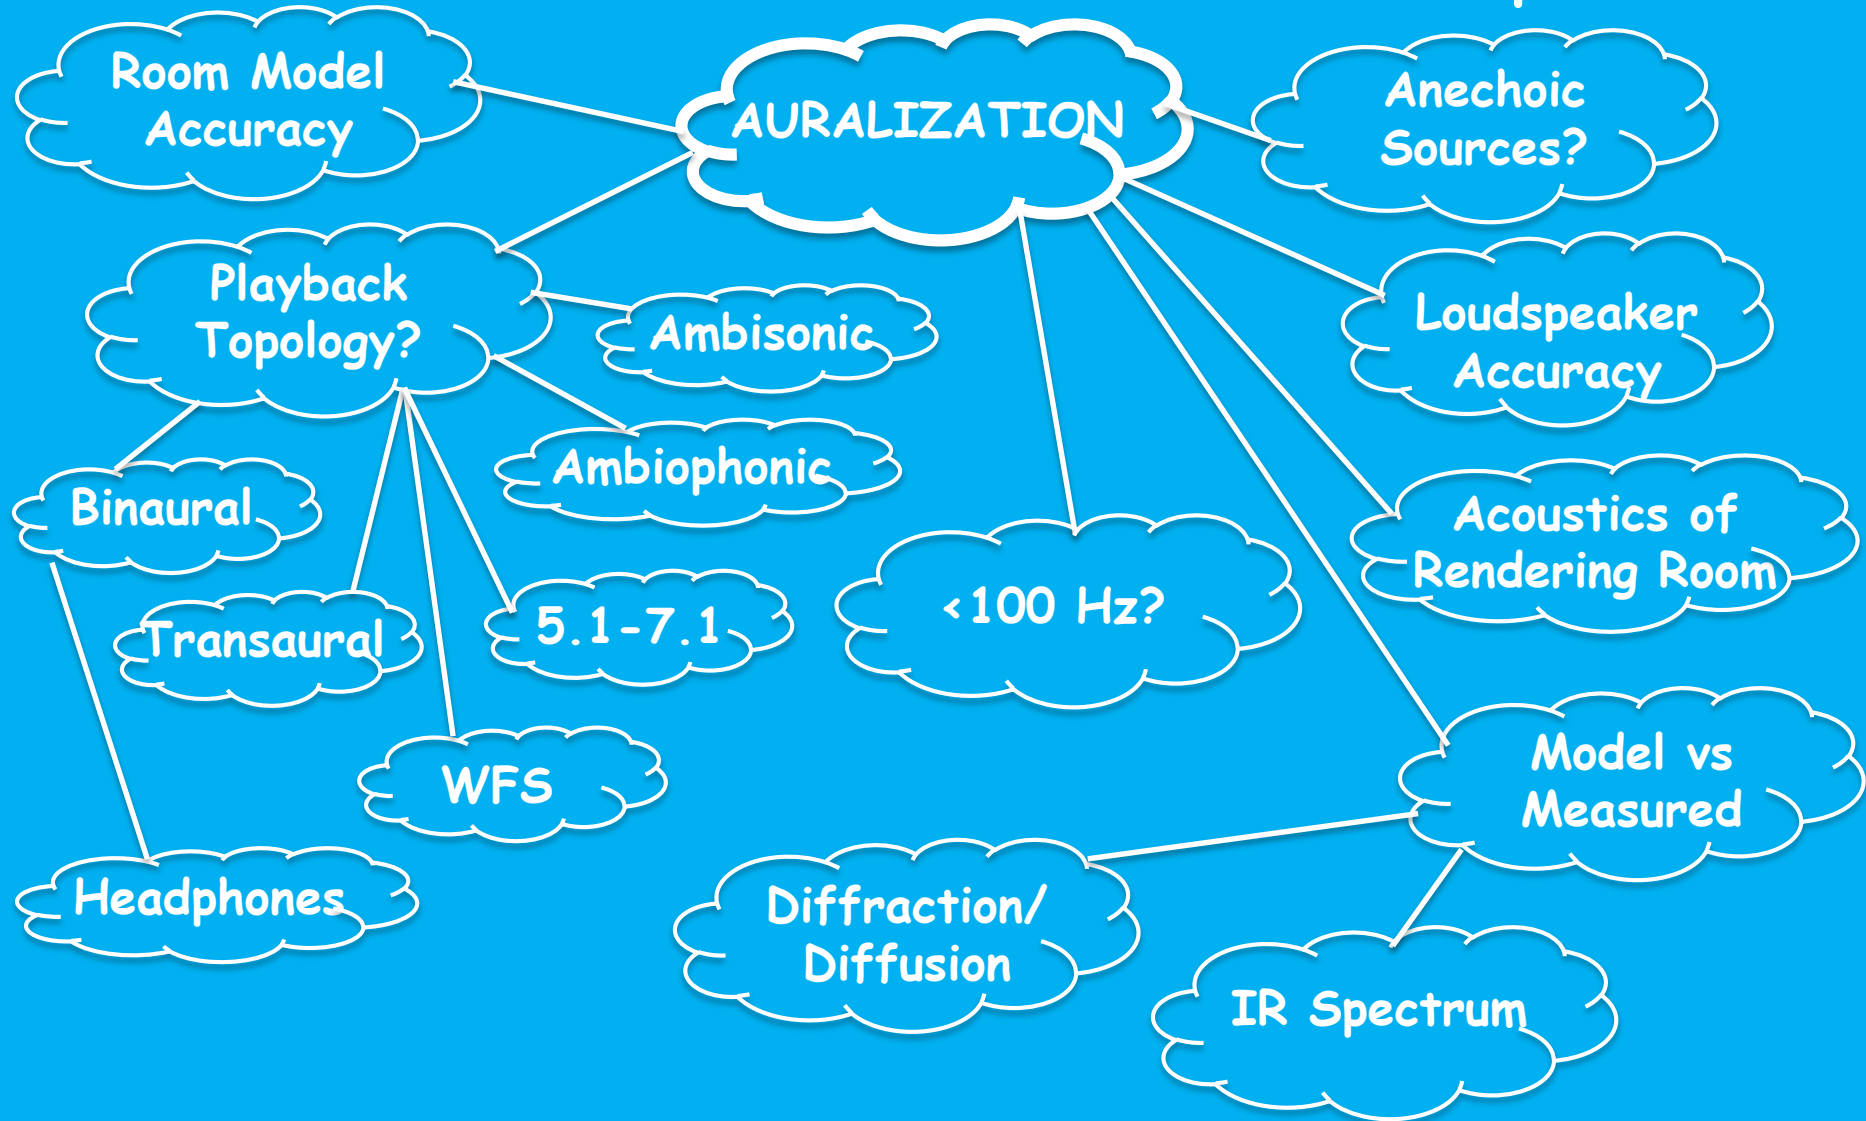 Room Model
Accuracy
AURALIZATION
Anechoic
Sources?
Playback
Topology?
Ambisonic
Loudspeaker
Accuracy
Ambiophonic
Binaural
Acoustics of
Rendering Room
<100 Hz?
Transaural
5.1-7.1
WFS
Model vs
Measured
Headphones
Diffraction/
Diffusion
IR Spectrum